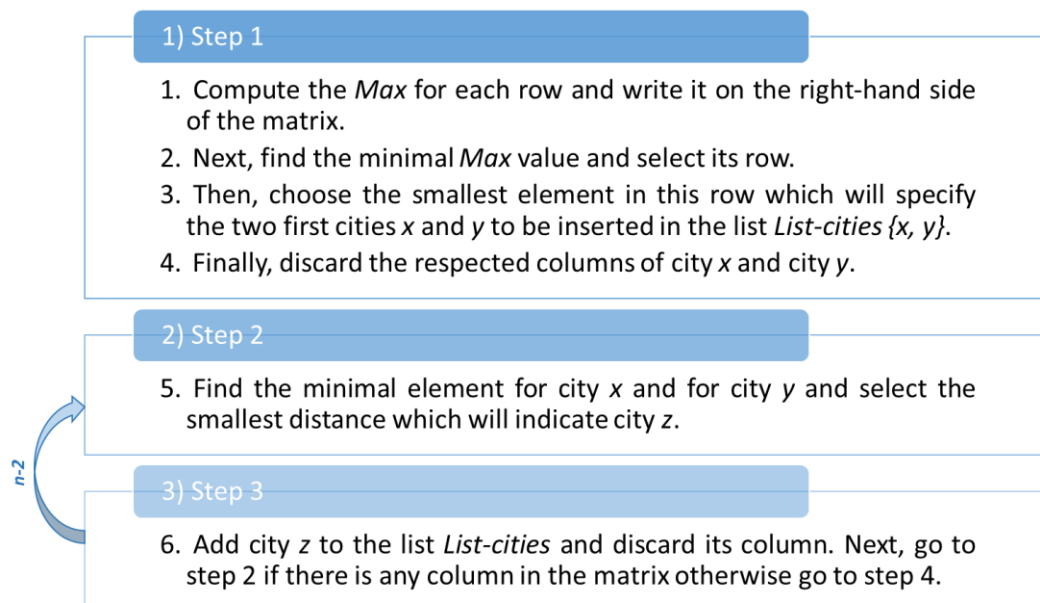 1) Step 1
1. Compute the Max for each row and write it on the right-hand side
of the matrix.
2. Next, find the minimal Max value and select its row.
3. Then, choose the smallest element in this row which will specify
the two first cities x and y to be inserted in the list List-cities {x, y}.
4. Finally, discard the respected columns of city x and city y.
2) Step 2
5. Find the minimal element for city x and for city y and select the
smallest distance which will indicate city z.
n-2
3) Step 3
6. Add city z to the list List-cities and discard its column. Next, go to
step 2 if there is any column in the matrix otherwise go to step 4.